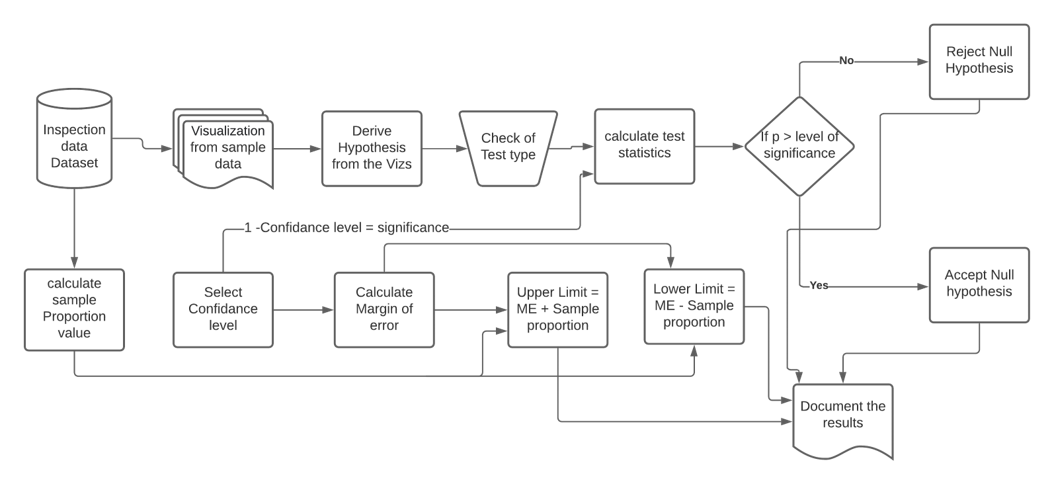 Inspection
data
Dataset
Visualization
from sample
data
Derive
Hypothesis
from the Vizs
Check of
Test type
calculate test
statistics
If p > level of
significance
No
Reject Null
Hypothesis
Yes
Accept Null
hypothesis
1 -Confidance level = significance
calculate
sample
Proportion
value
Select
Confidance
level
Calculate
Margin of
error
Upper Limit =
ME + Sample
proportion
Lower Limit =
ME - Sample
proportion
Document the
results